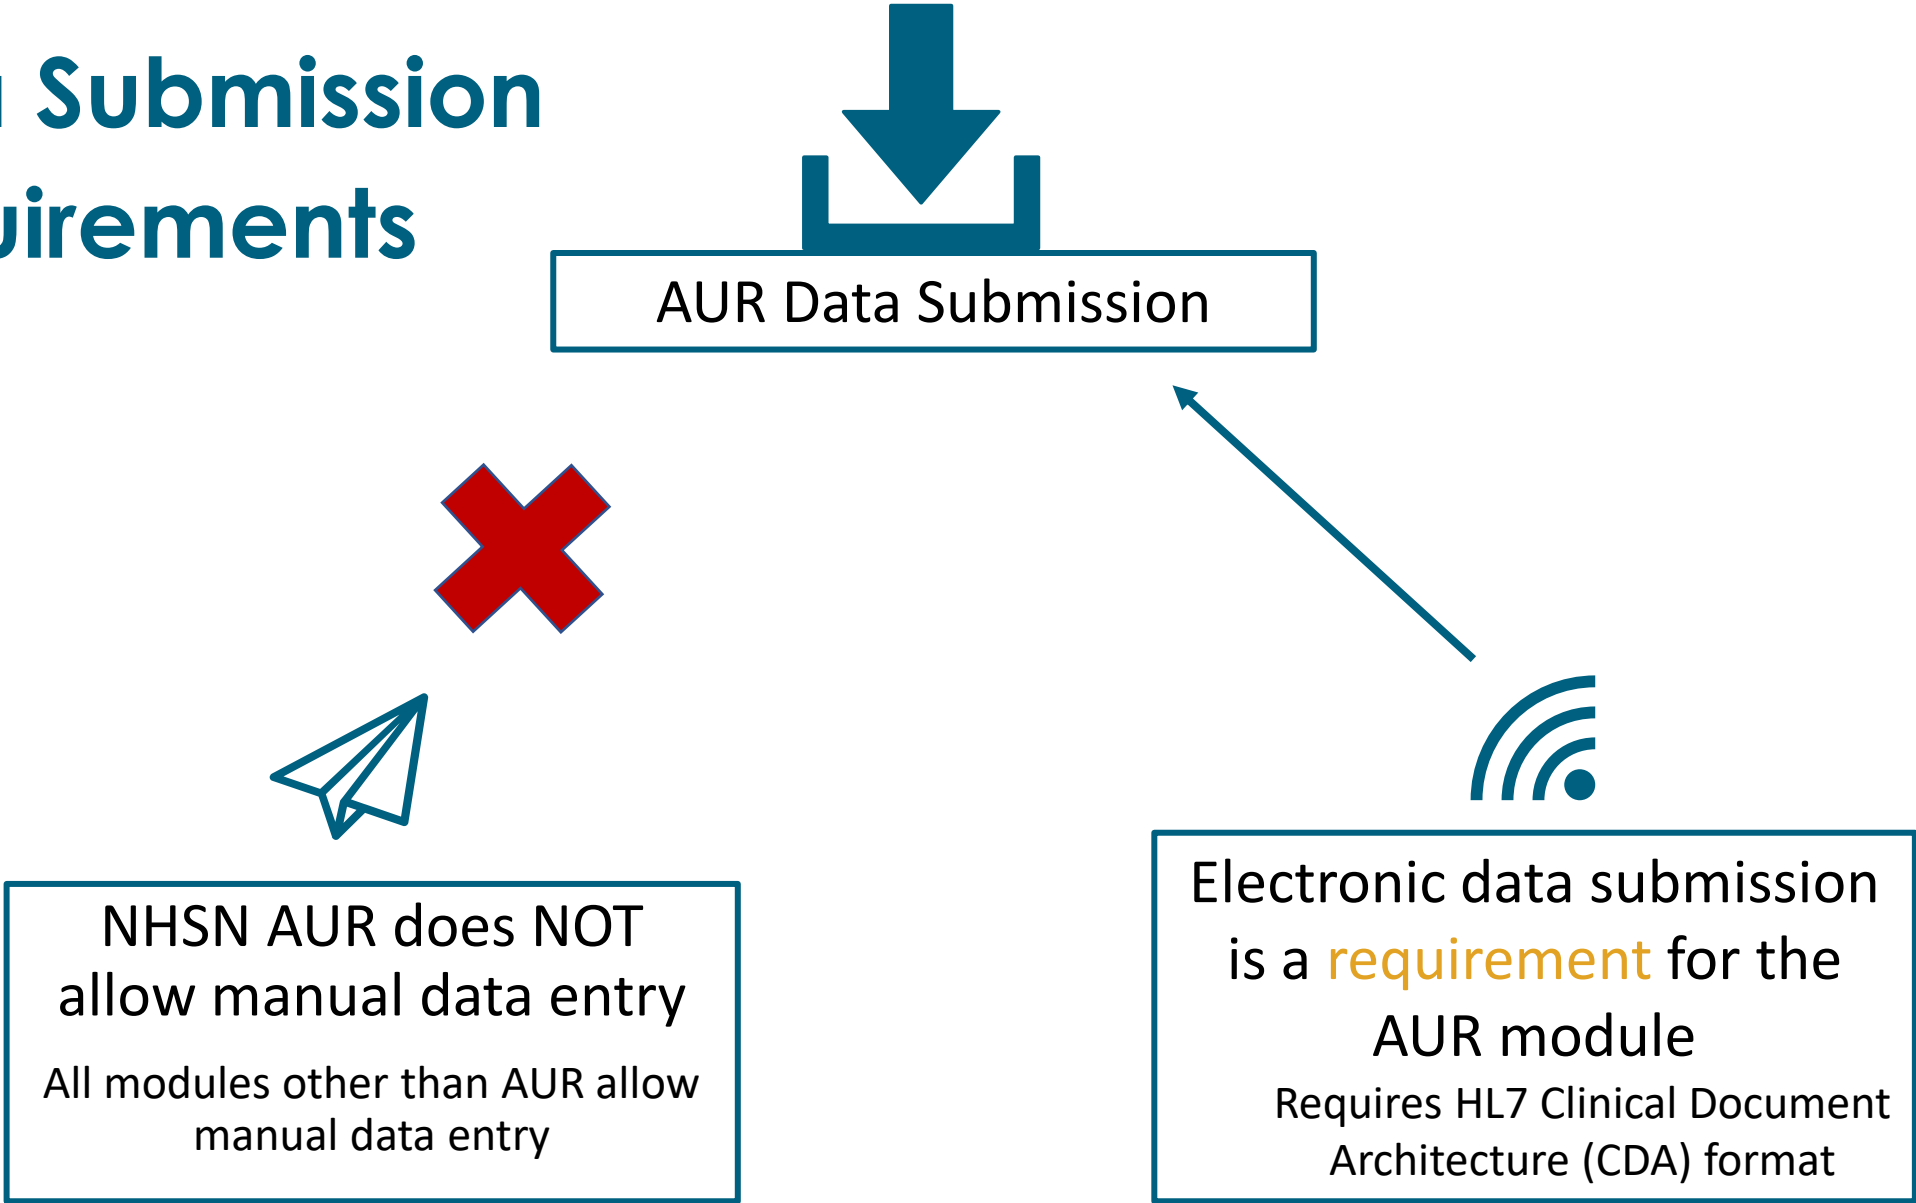 Submission
AUR Data Submission
NHSN AUR does NOT
allow manual data entry
All modules other than AUR allow
manual data entry
Electronic data submission
is a requirement for the
AUR module
Requires HL7 Clinical Document
Architecture (CDA) format